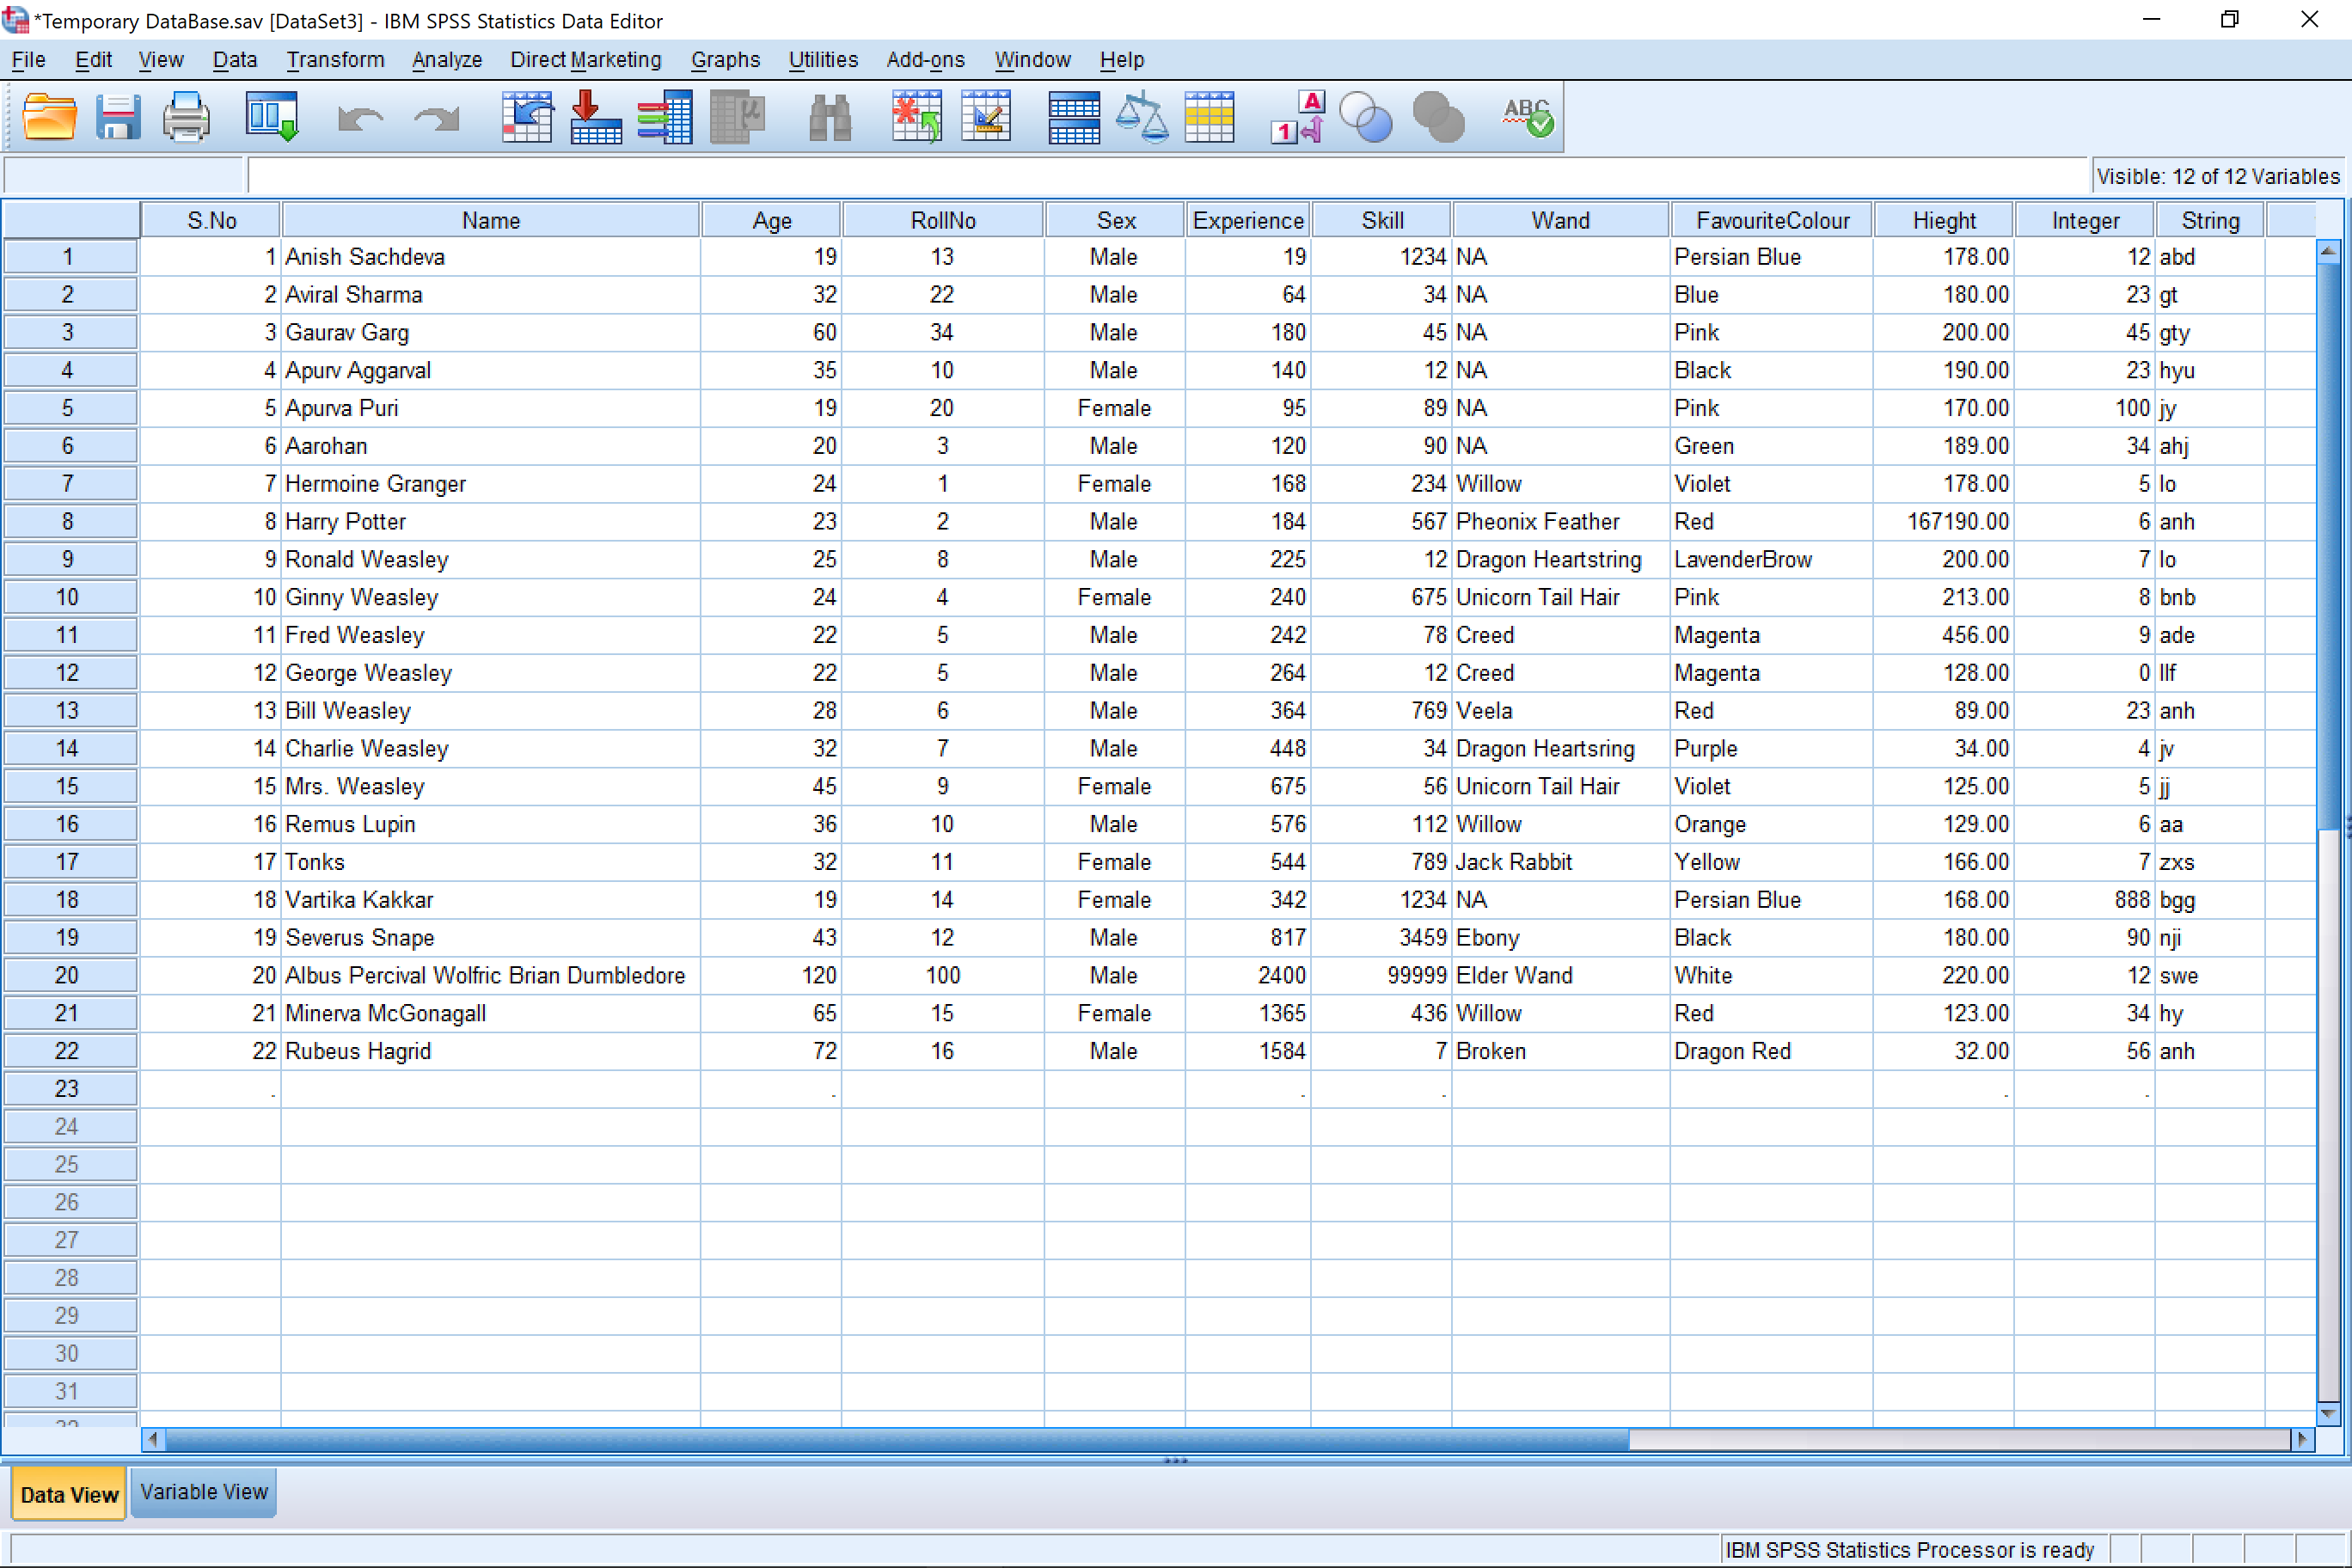 *Temporary DataBase.sav [DataSet3] - IBM SPSS Statistics Data Editor
File Edit View Data Transform Analyze Direct Marketing Graphs Utilities Add-ons Window Help
A
1
μ
ABC
Visible: 12 of 12 Variables
S.No Name Age RollNo Sex Experience Skill Wand FavouriteColour Hieght Integer String
1 1 Anish Sachdeva 19 13 Male 19 1234 NA Persian Blue 178.00 12 abd
2 2 Aviral Sharma 32 22 Male 64 34 NA Blue 180.00 23 gt
3 3 Gaurav Garg 60 34 Male 180 45 NA Pink 200.00 45 gty
4 4 Apurv Aggarval 35 10 Male 140 12 NA Black 190.00 23 hyu
5 5 Apurva Puri 19 20 Female 95 89 NA Pink 170.00 100 jy
6 6 Aarohan 20 3 Male 120 90 NA Green 189.00 34 ahj
7 7 Hermoine Granger 24 1 Female 168 234 Willow Violet 178.00 5 lo
8 8 Harry Potter 23 2 Male 184 567 Pheonix Feather Red 167190.00 6 anh
9 9 Ronald Weasley 25 8 Male 225 12 Dragon Heartstring LavenderBrow 200.00 7 lo
10 10 Ginny Weasley 24 4 Female 240 675 Unicorn Tail Hair Pink 213.00 8 bnb
11 11 Fred Weasley 22 5 Male 242 78 Creed Magenta 456.00 9 ade
12 12 George Weasley 22 5 Male 264 12 Creed Magenta 128.00 0 llf
13 13 Bill Weasley 28 6 Male 364 769 Veela Red 89.00 23 anh
14 14 Charlie Weasley 32 7 Male 448 34 Dragon Heartsring Purple 34.00 4 jv
15 15 Mrs. Weasley 45 9 Female 675 56 Unicorn Tail Hair Violet 125.00 5 jj
16 16 Remus Lupin 36 10 Male 576 112 Willow Orange 129.00 6 aa
17 17 Tonks 32 11 Female 544 789 Jack Rabbit Yellow 166.00 7 zxs
18 18 Vartika Kakkar 19 14 Female 342 1234 NA Persian Blue 168.00 888 bgg
19 19 Severus Snape 43 12 Male 817 3459 Ebony Black 180.00 90 nji
20 20 Albus Percival Wolfric Brian Dumbledore 120 100 Male 2400 99999 Elder Wand White 220.00 12 swe
21 21 Minerva McGonagall 65 15 Female 1365 436 Willow Red 123.00 34 hy
22 22 Rubeus Hagrid 72 16 Male 1584 7 Broken Dragon Red 32.00 56 anh
23 . . . . . .
24
25
26
27
28
29
30
31
Data View Variable View
IBM SPSS Statistics Processor is ready